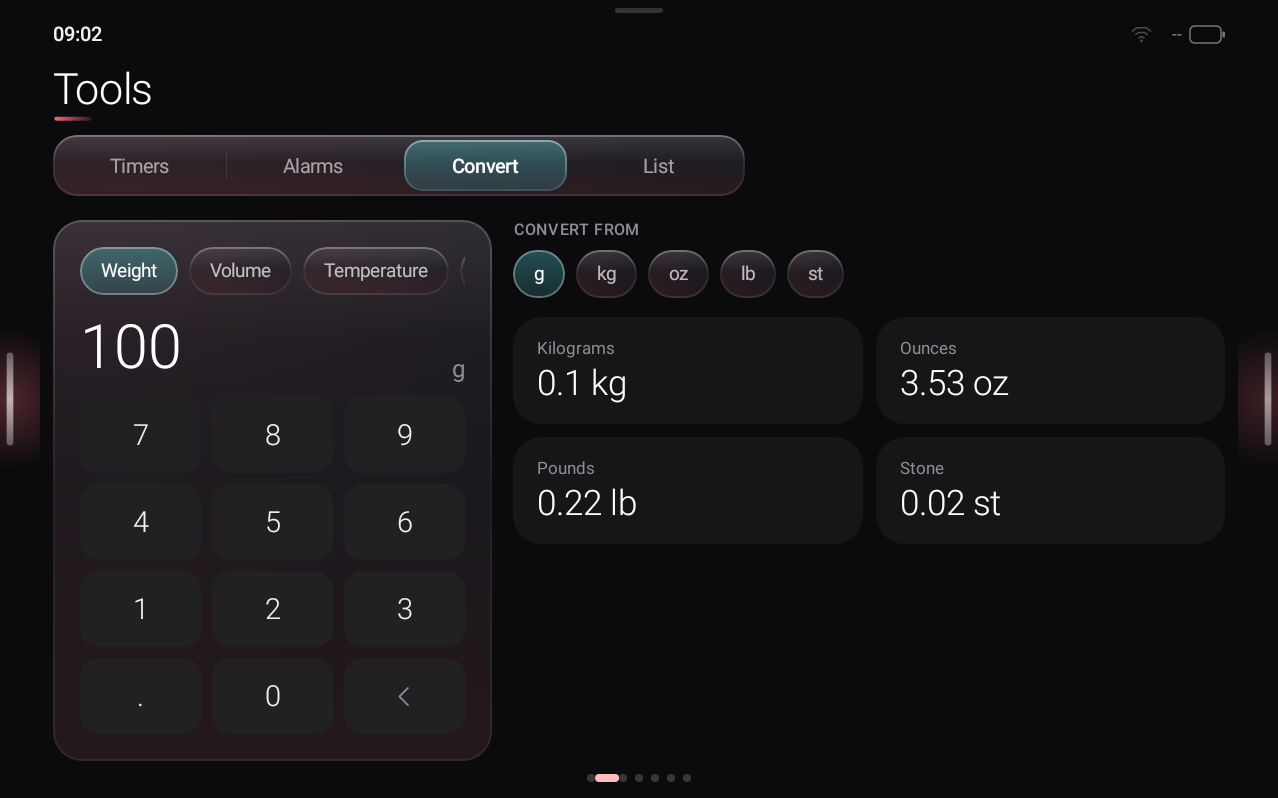 09:02
--
Tools
Timers
Alarms
Convert
List
Weight
Volume
Temperature
100
g
7
8
9
4
5
6
1
2
3
.
0
CONVERT FROM
g
kg
oz
lb
st
Kilograms
0.1 kg
Ounces
3.53 oz
Pounds
0.22 lb
Stone
0.02 st